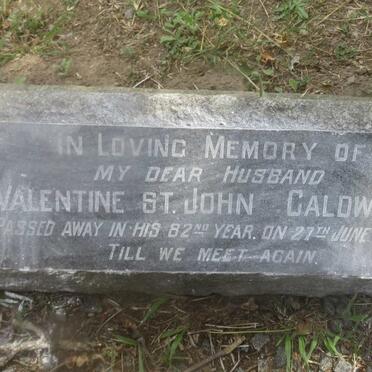 IN LOVING MEMORY OF
MY DEAR HUSBAND
VALENTINE ST. JOHN CALDW
PASSED AWAY IN HIS 82ND YEAR, ON 27TH JUNE
TILL WE MEET AGAIN.